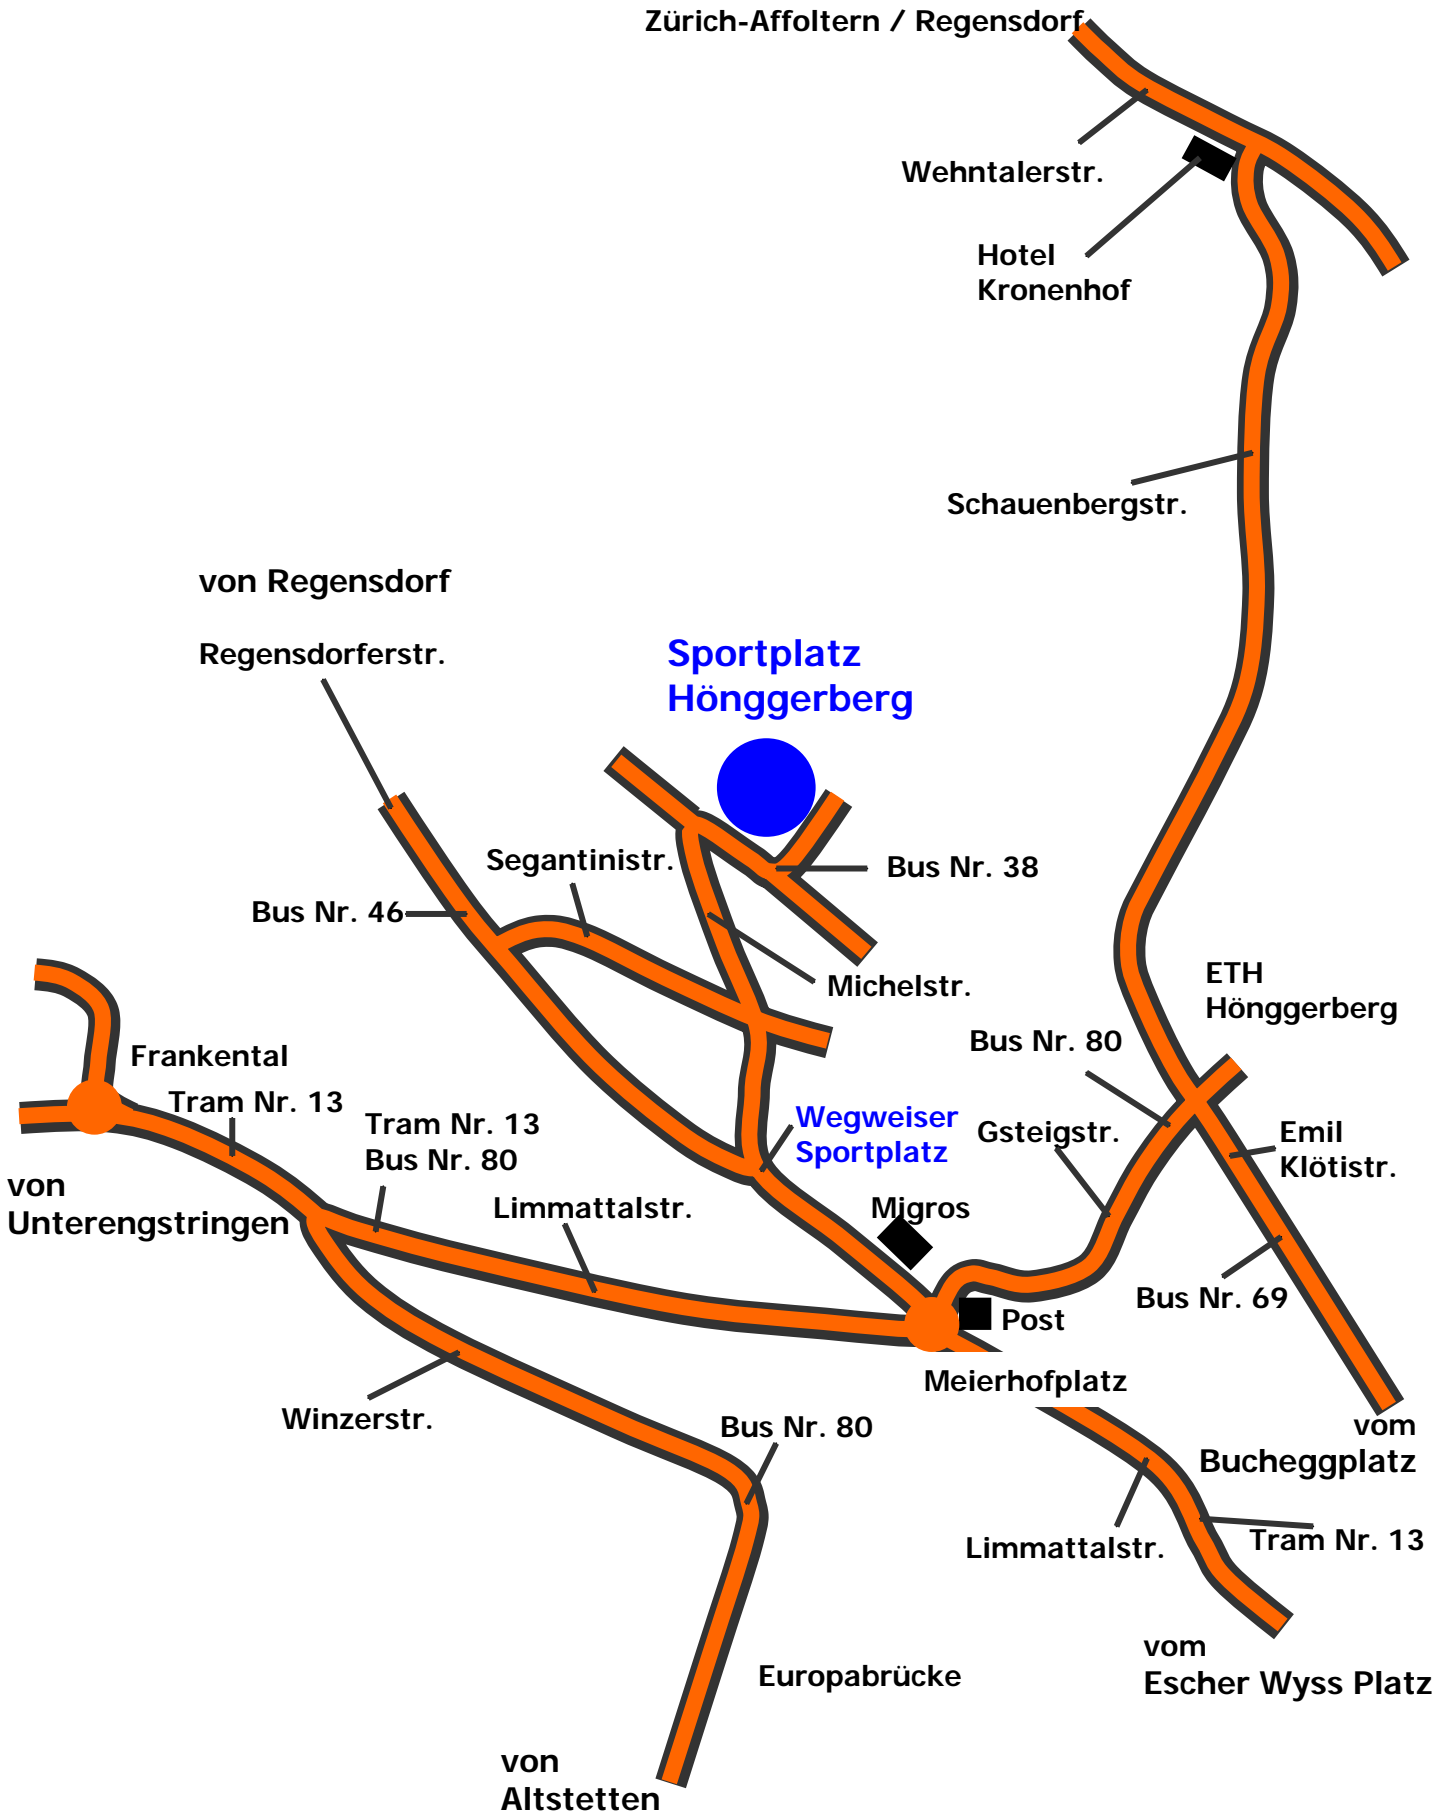 Zürich-Affoltern / Regensdorf
Wehntalerstr.
Hotel
Kronenhof
Schauenbergstr.
von Regensdorf
Regensdorferstr.
Sportplatz
Hönggerberg
Segantinistr.
Bus Nr. 38
Bus Nr. 46
Michelstr.
ETH
Hönggerberg
Bus Nr. 80
Frankental
Tram Nr. 13
Tram Nr. 13
Bus Nr. 80
Wegweiser
Sportplatz
Gsteigstr.
Emil
Klötistr.
von
Unterengstringen
Limmattalstr.
Migros
Bus Nr. 69
Post
Meierhofplatz
Winzerstr.
Bus Nr. 80
vom
Bucheggplatz
Limmattalstr.
Tram Nr. 13
vom
Escher Wyss Platz
Europabrücke
von
Altstetten